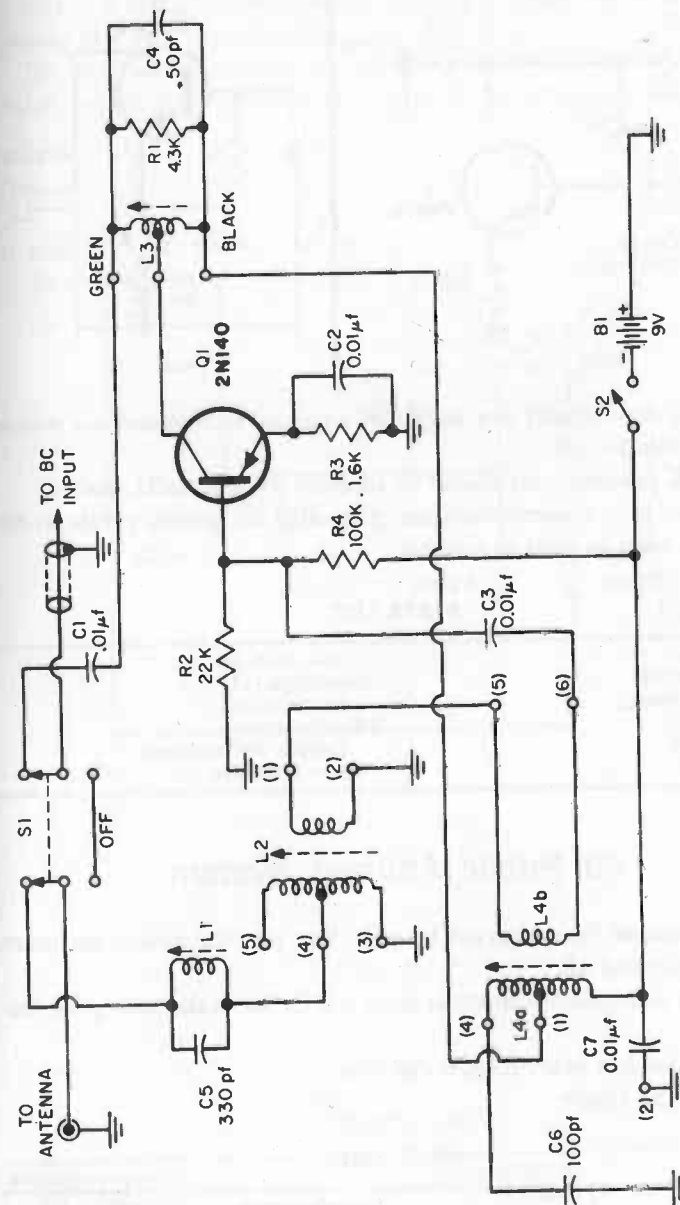 TO
ANTENNA
S1
OFF
C1
.01µf
TO BC
INPUT
GREEN
C4
.50pf
R1
4.3K
L3
BLACK
C5
330pf
L1
L2
(5)
(4)
(3)
(1)
(2)
R2
22K
Q1
2N140
C2
0.01µf
R3
1.6K
R4
100K
C3
0.01µf
(5)
(6)
L4b
(4)
L4a
(1)
C6
100pf
C7
0.01µf
(2)
S2
B1
- +
9V